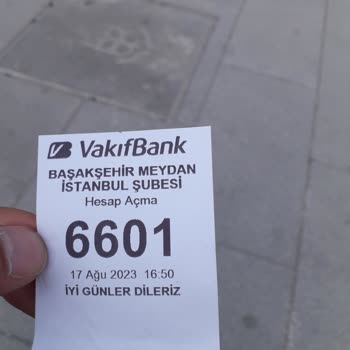 VakıfBank
BAŞAKŞEHİR MEYDAN
İSTANBUL ŞUBESİ
Hesap Açma
6601
17 Ağu 2023 16:50
İYİ GÜNLER DİLERİZ